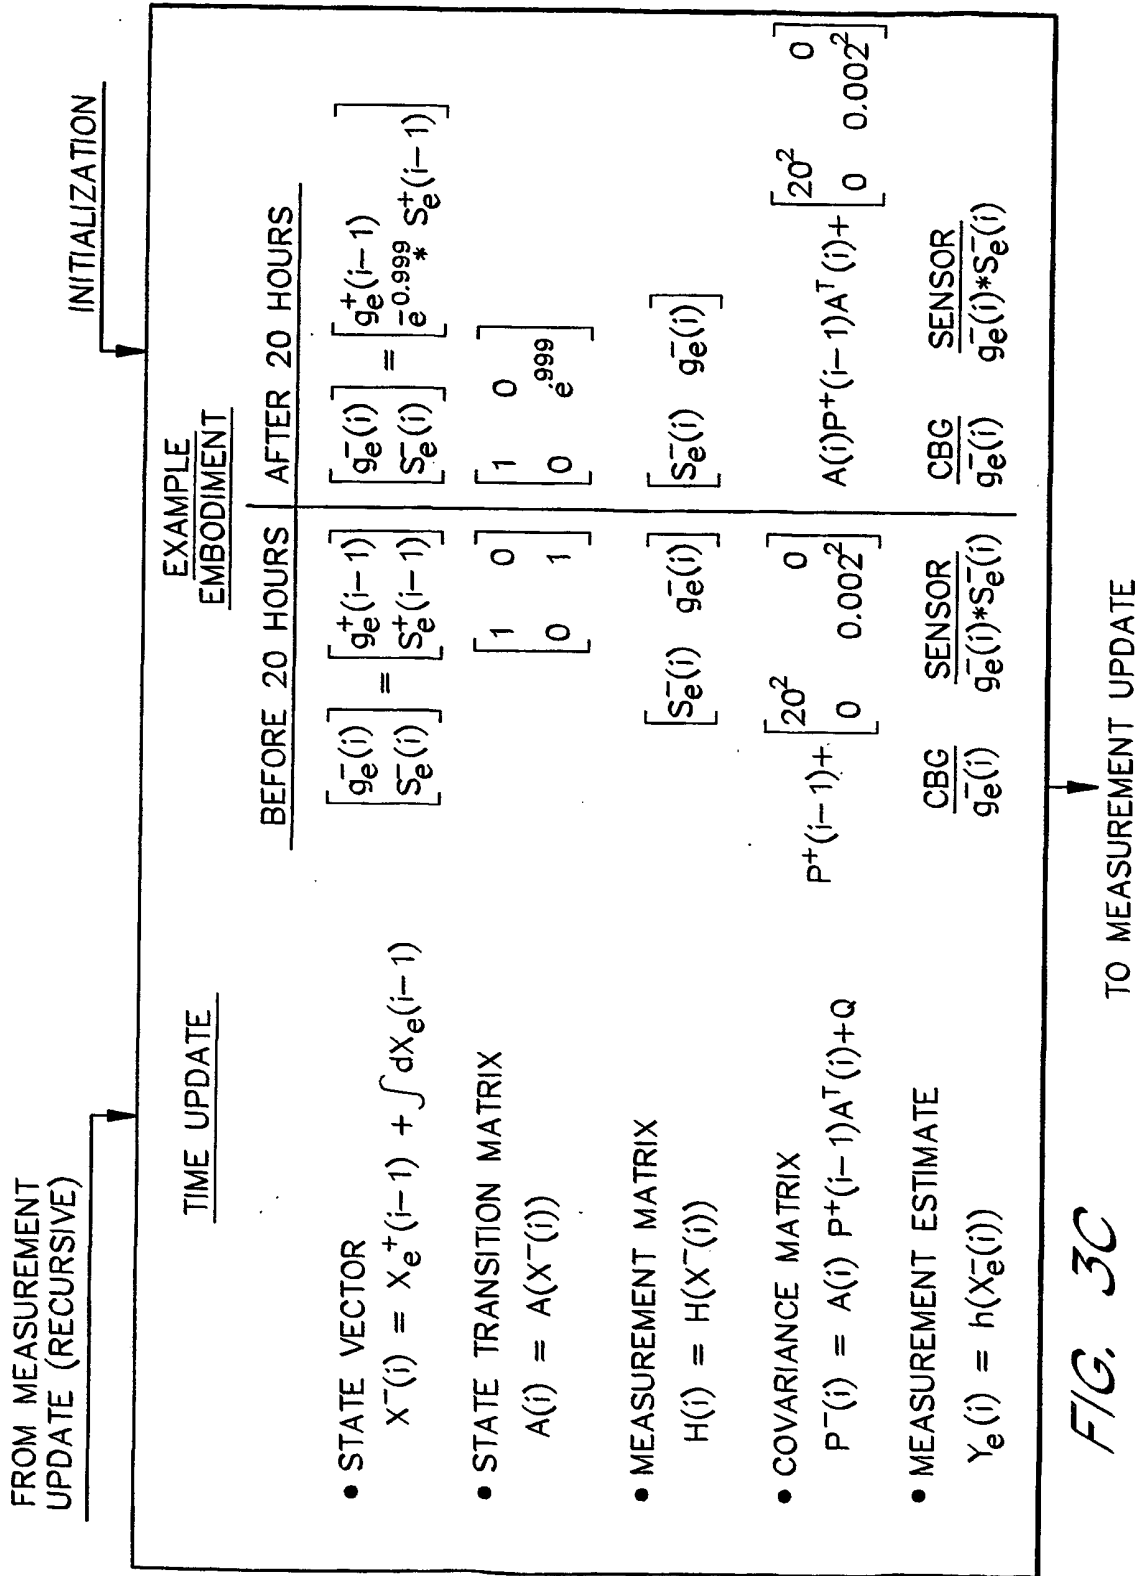 FROM MEASUREMENT
UPDATE (RECURSIVE)
INITIALIZATION
TIME UPDATE
EXAMPLE
EMBODIMENT
BEFORE 20 HOURS
AFTER 20 HOURS
• STATE VECTOR
X⁻(i) = Xₑ⁺(i−1) + ∫dXₑ(i−1)
[gₑ⁻(i)] = [gₑ⁺(i−1)]
[Sₑ⁻(i)] [Sₑ⁺(i−1)]
[gₑ⁻(i)] = [gₑ⁺(i−1)]
[Sₑ⁻(i)] [e⁻⁰·⁹⁹⁹ * Sₑ⁺(i−1)]
• STATE TRANSITION MATRIX
A(i) = A(X⁻(i))
[1 0]
[0 1]
[1 0]
[0 e·⁹⁹⁹]
• MEASUREMENT MATRIX
H(i) = H(X⁻(i))
[Sₑ⁻(i) gₑ⁻(i)]
[Sₑ⁻(i) gₑ⁻(i)]
• COVARIANCE MATRIX
P⁻(i) = A(i) P⁺(i−1)Aᵀ(i)+Q
P⁺(i−1)+ [20² 0]
[0 0.002²]
A(i)P⁺(i−1)Aᵀ(i)+ [20² 0]
[0 0.002²]
• MEASUREMENT ESTIMATE
Yₑ(i) = h(Xₑ⁻(i))
CBG SENSOR
gₑ⁻(i) gₑ⁻(i)*Sₑ⁻(i)
CBG SENSOR
gₑ⁻(i) gₑ⁻(i)*Sₑ⁻(i)
TO MEASUREMENT UPDATE
FIG. 3C